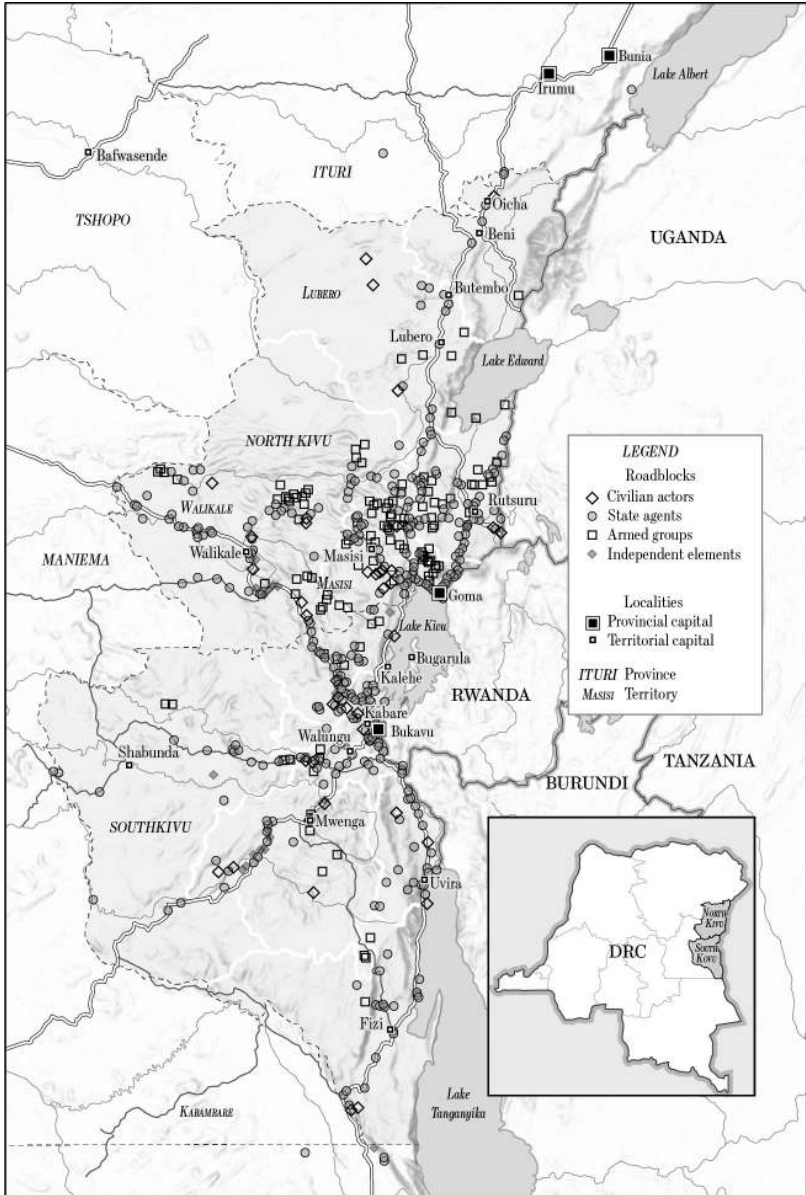 Bunia
Lake Albert
Irumu
Bafwasende
ITURI
Oicha
TSHOPO
Beni
UGANDA
LUBERO
Butembo
Lubero
Lake Edward
NORTH KIVU
LEGEND
Roadblocks
Civilian actors
State agents
Armed groups
Independent elements
Localities
Provincial capital
Territorial capital
ITURI Province
MASISI Territory
WALIKALE
Rutsuru
Walikale
Masisi
MANIEMA
MASISI
Goma
Lake Kivu
Bugarula
Kalehe
RWANDA
Kabare
Bukavu
Walungu
Shabunda
BURUNDI
TANZANIA
SOUTHKIVU
Mwenga
Uvira
NORTH
KIVU
SOUTH
KOVU
DRC
Fizi
KABAMBARE
Lake
Tanganyika